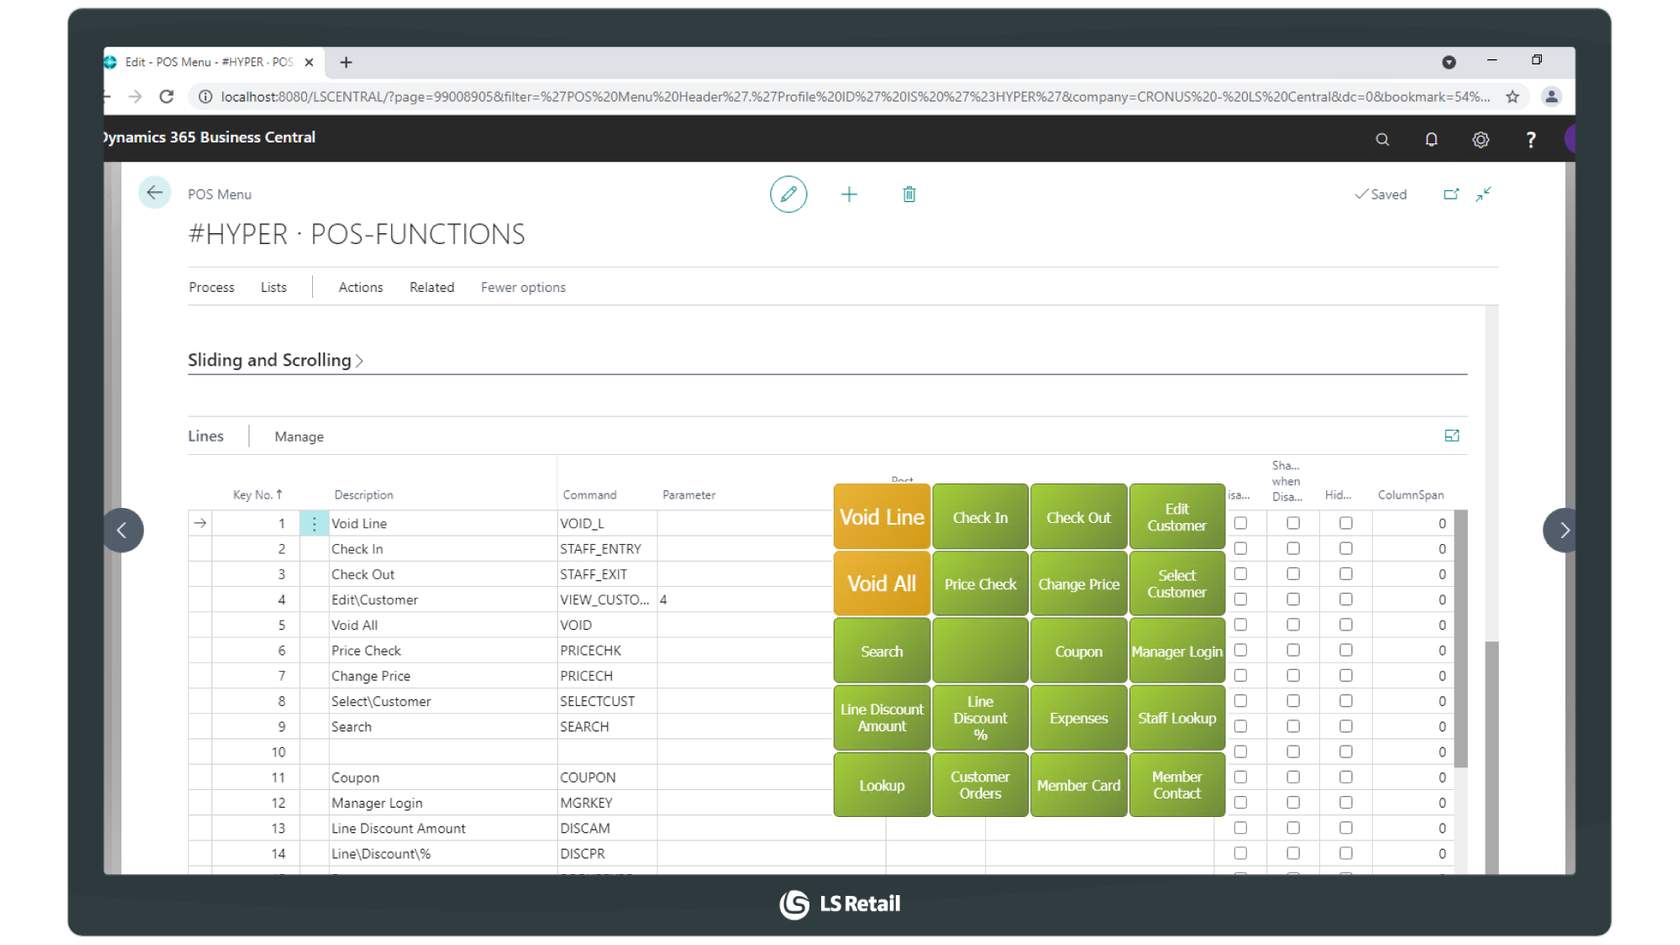 Edit - POS Menu - #HYPER · POS
localhost:8080/LSCENTRAL/?page=99008905&filter=%27POS%20Menu%20Header%27.%27Profile%20ID%27%20IS%20%27%23HYPER%27&company=CRONUS%20-%20LS%20Central&dc=0&bookmark=54%...
Dynamics 365 Business Central
?
POS Menu
Saved
#HYPER · POS-FUNCTIONS
Process Lists Actions Related Fewer options
Sliding and Scrolling
Lines Manage
Key No. ↑ Description Command Parameter isa... Sha... when Disa... Hid... ColumnSpan
1 Void Line VOID_L 0
2 Check In STAFF_ENTRY 0
3 Check Out STAFF_EXIT 0
4 Edit\Customer VIEW_CUSTO... 4 0
5 Void All VOID 0
6 Price Check PRICECHK 0
7 Change Price PRICECH 0
8 Select\Customer SELECTCUST 0
9 Search SEARCH 0
10 0
11 Coupon COUPON 0
12 Manager Login MGRKEY 0
13 Line Discount Amount DISCAM 0
14 Line\Discount\% DISCPR 0
Void Line Check In Check Out Edit Customer
Void All Price Check Change Price Select Customer
Search Coupon Manager Login
Line Discount Amount Line Discount % Expenses Staff Lookup
Lookup Customer Orders Member Card Member Contact
LS Retail